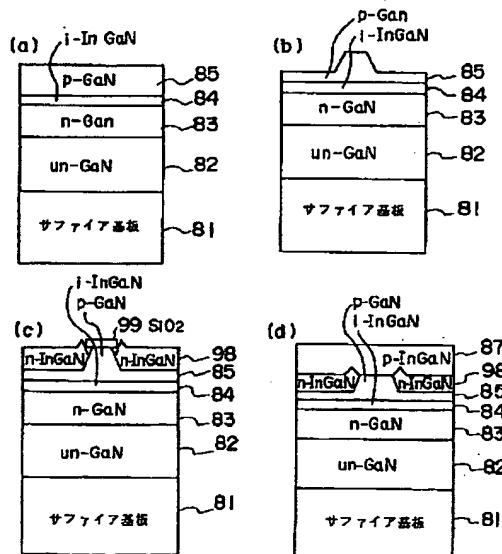 (a)
i-In GaN
p-GaN
85
84
n-Gan
83
un-GaN
82
サファイア基板
81
(b)
p-Gan
i-InGaN
85
84
n-GaN
83
un-GaN
82
サファイア基板
81
(c)
i-InGaN
p-GaN
99 SiO2
n-InGaN
n-InGaN
98
85
84
n-GaN
83
un-GaN
82
サファイア基板
81
(d)
p-GaN
i-InGaN
87
p-InGaN
98
n-InGaN
n-InGaN
85
84
n-GaN
83
un-GaN
82
サファイア基板
81